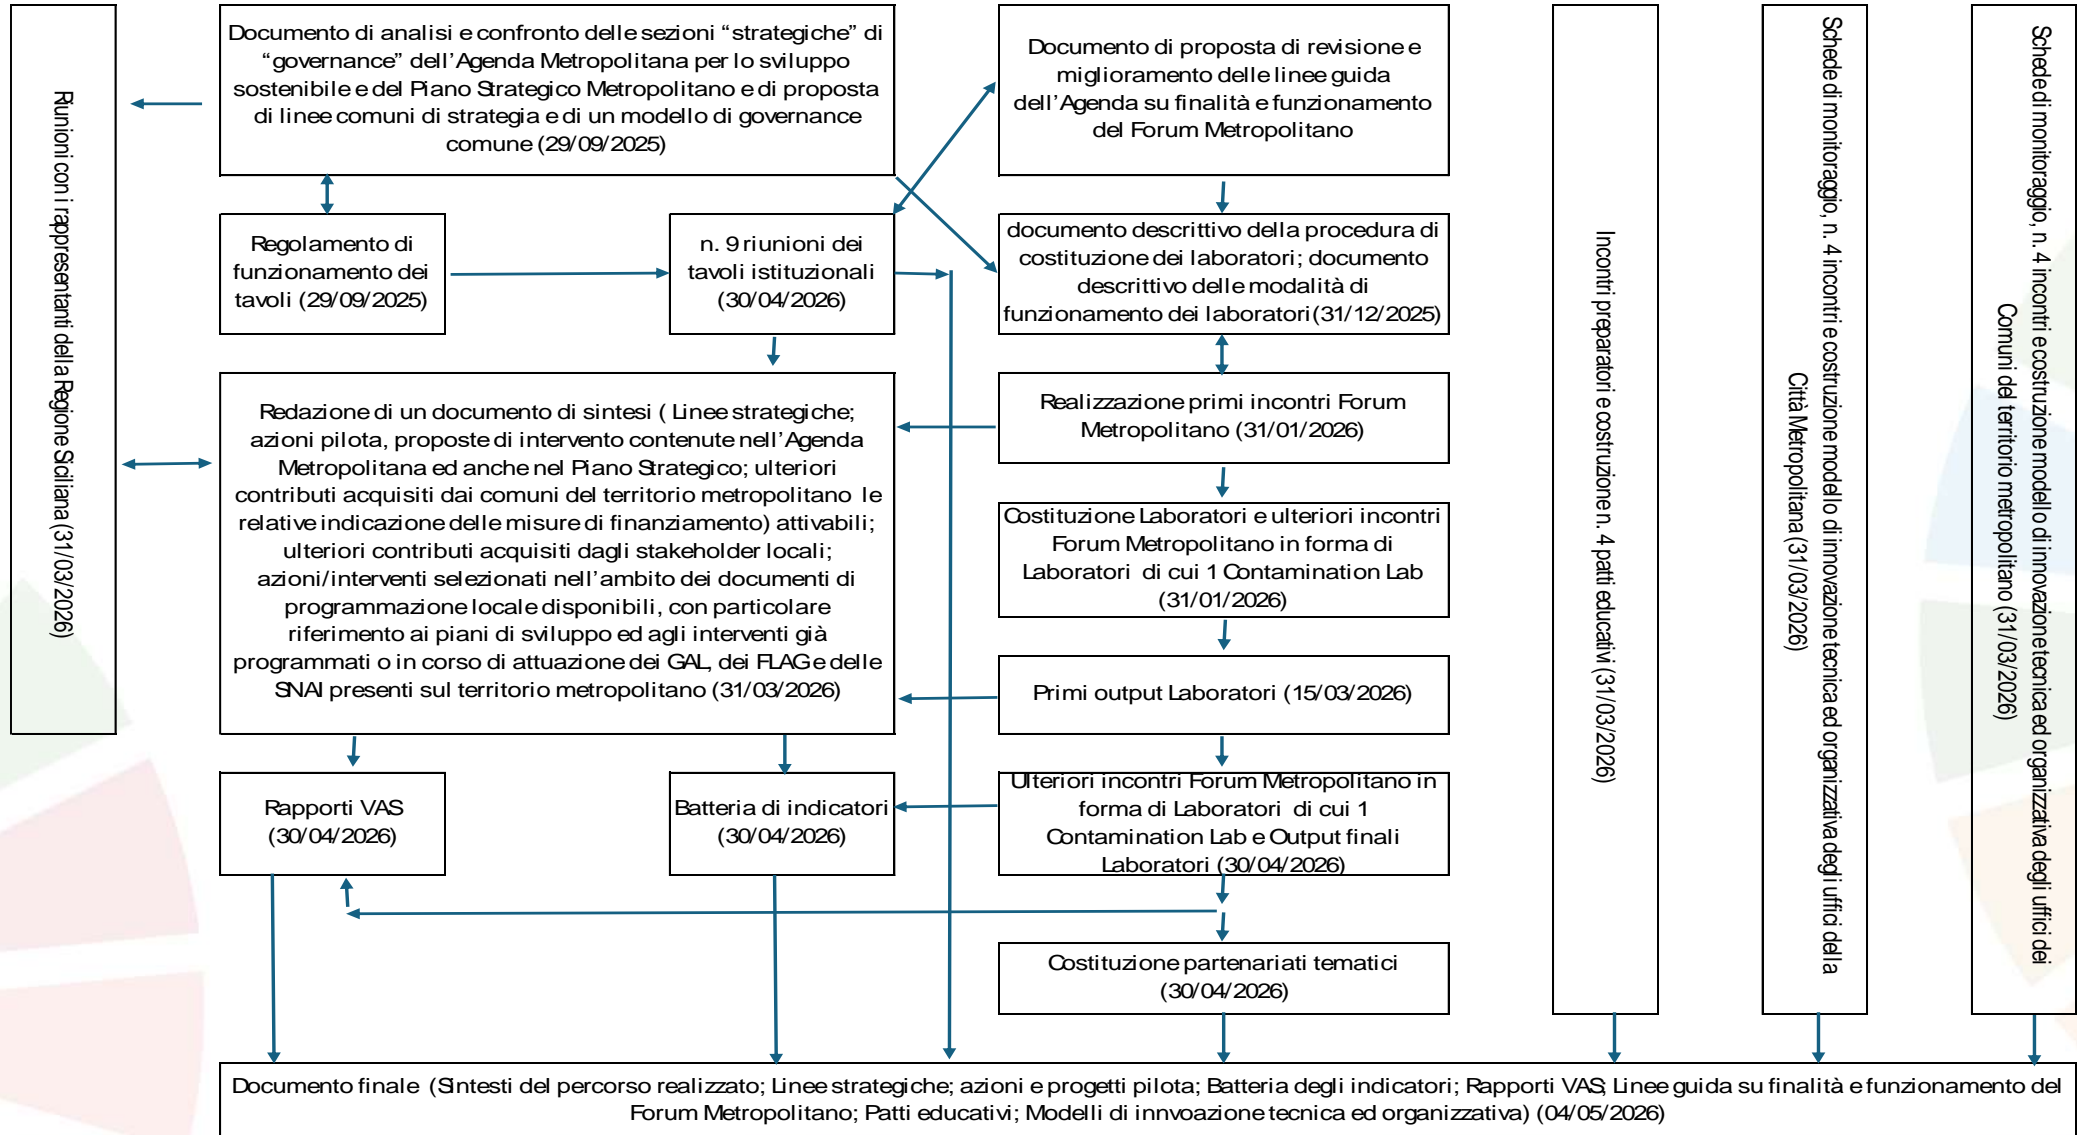 Riunioni con i rappresentanti della Regione Siciliana (31/03/2026)
Documento di analisi e confronto delle sezioni “strategiche” di
“governance” dell’Agenda Metropolitana per lo sviluppo
sostenibile e del Piano Strategico Metropolitano e di proposta
di linee comuni di strategia e di un modello di governance
comune (29/09/2025)
Documento di proposta di revisione e
miglioramento delle linee guida
dell’Agenda su finalità e funzionamento
del Forum Metropolitano
Regolamento di
funzionamento dei
tavoli (29/09/2025)
n. 9 riunioni dei
tavoli istituzionali
(30/04/2026)
documento descrittivo della procedura di
costituzione dei laboratori; documento
descrittivo delle modalità di
funzionamento dei laboratori (31/12/2025)
Redazione di un documento di sintesi ( Linee strategiche;
azioni pilota, proposte di intervento contenute nell’Agenda
Metropolitana ed anche nel Piano Strategico; ulteriori
contributi acquisiti dai comuni del territorio metropolitano le
relative indicazione delle misure di finanziamento) attivabili;
ulteriori contributi acquisiti dagli stakeholder locali;
azioni/interventi selezionati nell’ambito dei documenti di
programmazione locale disponibili, con particolare
riferimento ai piani di sviluppo ed agli interventi già
programmati o in corso di attuazione dei GAL, dei FLAG e delle
SNAI presenti sul territorio metropolitano (31/03/2026)
Realizzazione primi incontri Forum
Metropolitano (31/01/2026)
Costituzione Laboratori e ulteriori incontri
Forum Metropolitano in forma di
Laboratori di cui 1 Contamination Lab
(31/01/2026)
Primi output Laboratori (15/03/2026)
Rapporti VAS
(30/04/2026)
Batteria di indicatori
(30/04/2026)
Ulteriori incontri Forum Metropolitano in
forma di Laboratori di cui 1
Contamination Lab e Output finali
Laboratori (30/04/2026)
Costituzione partenariati tematici
(30/04/2026)
Incontri preparatori e costruzione n. 4 patti educativi (31/03/2026)
Schede di monitoraggio, n. 4 incontri e costruzione modello di innovazione tecnica ed organizzativa degli uffici della
Città Metropolitana (31/03/2026)
Schede di monitoraggio, n. 4 incontri e costruzione modello di innovazione tecnica ed organizzativa degli uffici dei
Comuni del territorio metropolitano (31/03/2026)
Documento finale (Sintesti del percorso realizzato; Linee strategiche; azioni e progetti pilota; Batteria degli indicatori; Rapporti VAS; Linee guida su finalità e funzionamento del
Forum Metropolitano; Patti educativi; Modelli di innvoazione tecnica ed organizzativa) (04/05/2026)